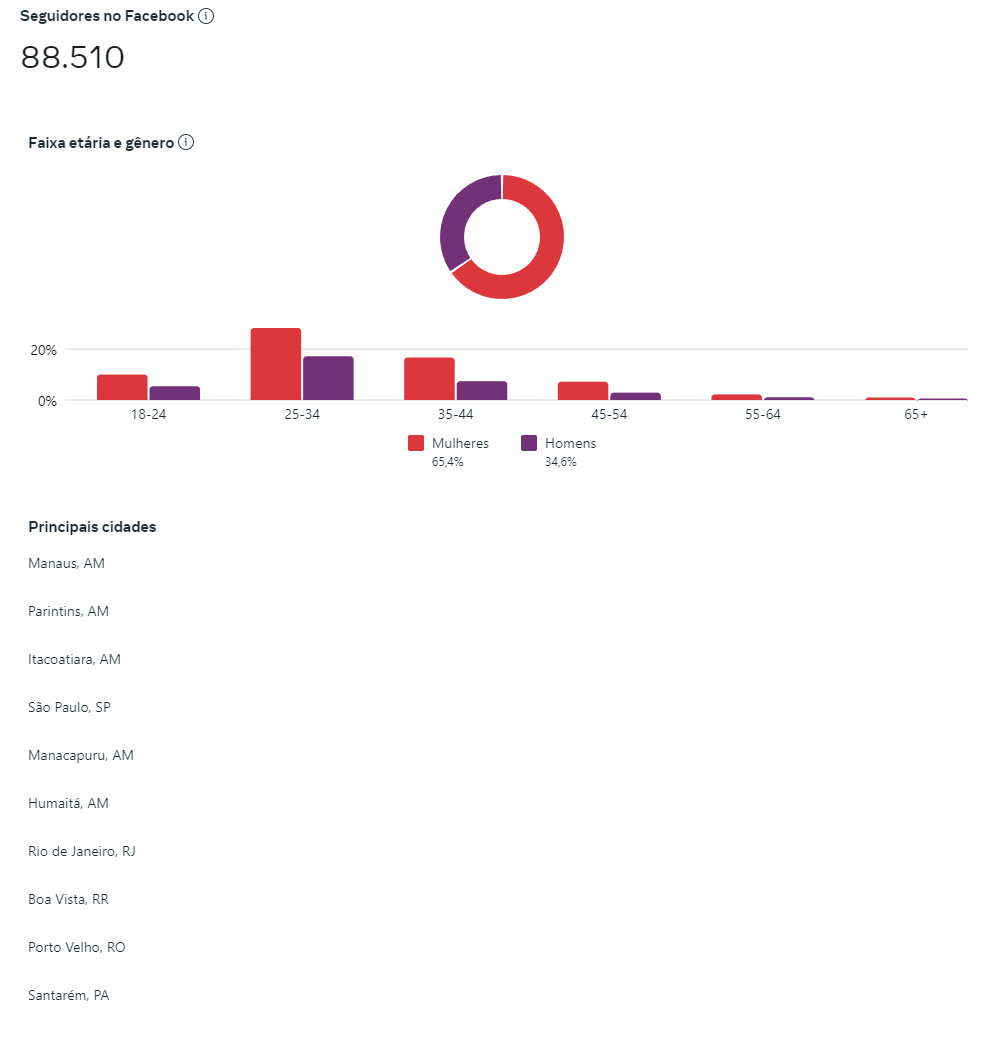 Seguidores no Facebook
88.510
Faixa etária e gênero
20%
0%
18-24 25-34 35-44 45-54 55-64 65+
Mulheres Homens
65,4% 34,6%
Principais cidades
Manaus, AM
Parintins, AM
Itacoatiara, AM
São Paulo, SP
Manacapuru, AM
Humaitá, AM
Rio de Janeiro, RJ
Boa Vista, RR
Porto Velho, RO
Santarém, PA